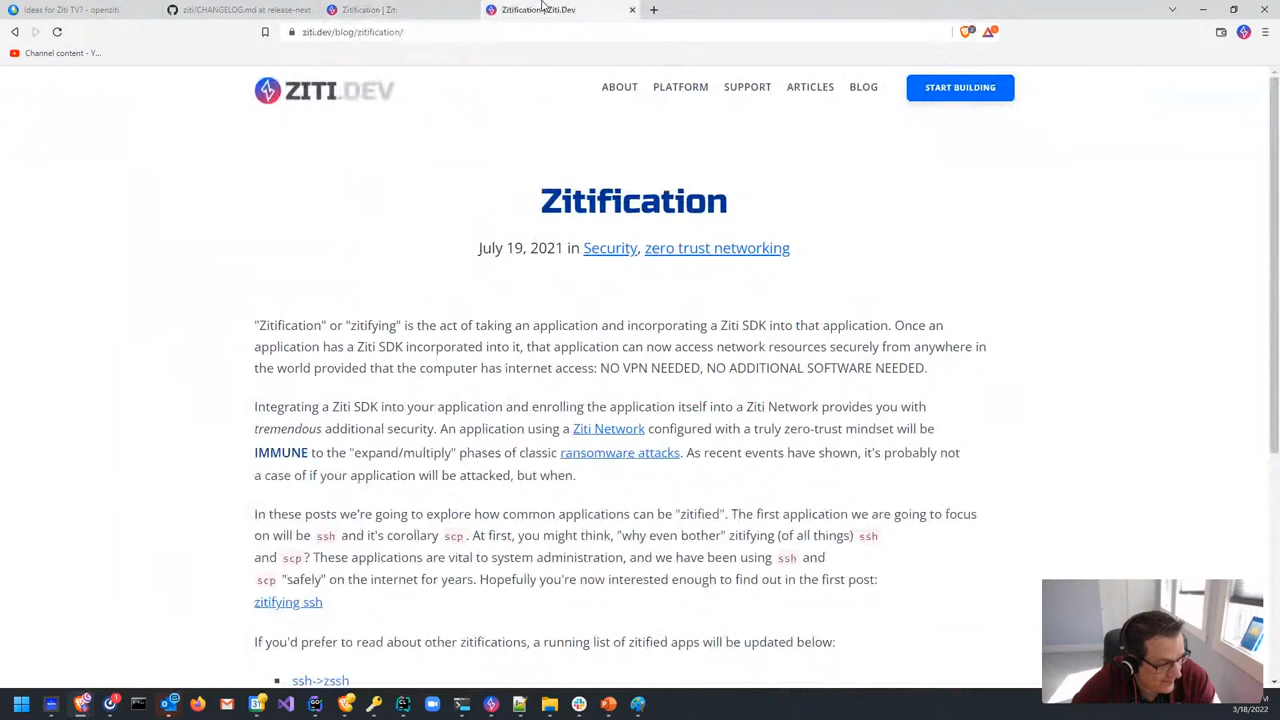 Ideas for Ziti TV? - openziti
ziti/CHANGELOG.md at release-next
Zitification [ Zit
Zitification - Ziti.Dev
ziti.dev/blog/zitification/
Channel content - Y...
ZITI.DEV
ABOUT PLATFORM SUPPORT ARTICLES BLOG START BUILDING
Zitification
July 19, 2021 in Security, zero trust networking
"Zitification" or "zitifying" is the act of taking an application and incorporating a Ziti SDK into that application. Once an
application has a Ziti SDK incorporated into it, that application can now access network resources securely from anywhere in
the world provided that the computer has internet access: NO VPN NEEDED, NO ADDITIONAL SOFTWARE NEEDED.
Integrating a Ziti SDK into your application and enrolling the application itself into a Ziti Network provides you with
tremendous additional security. An application using a Ziti Network configured with a truly zero-trust mindset will be
IMMUNE to the "expand/multiply" phases of classic ransomware attacks. As recent events have shown, it's probably not
a case of if your application will be attacked, but when.
In these posts we're going to explore how common applications can be "zitified". The first application we are going to focus
on will be ssh and it's corollary scp. At first, you might think, "why even bother" zitifying (of all things) ssh
and scp? These applications are vital to system administration, and we have been using ssh and
scp "safely" on the internet for years. Hopefully you're now interested enough to find out in the first post:
zitifying ssh
If you'd prefer to read about other zitifications, a running list of zitified apps will be updated below:
ssh->zssh
3/18/2022